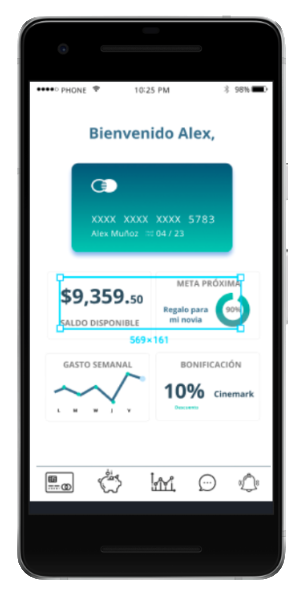 PHONE 10:25 PM 98%
Bienvenido Alex,
XXXX XXXX XXXX 5783
Alex Muñoz 04 / 23
$9,359.50
SALDO DISPONIBLE
META PRÓXIMA
Regalo para
mi novia
90%
569×161
GASTO SEMANAL
L M M J V
BONIFICACIÓN
10% Cinemark
Descuento